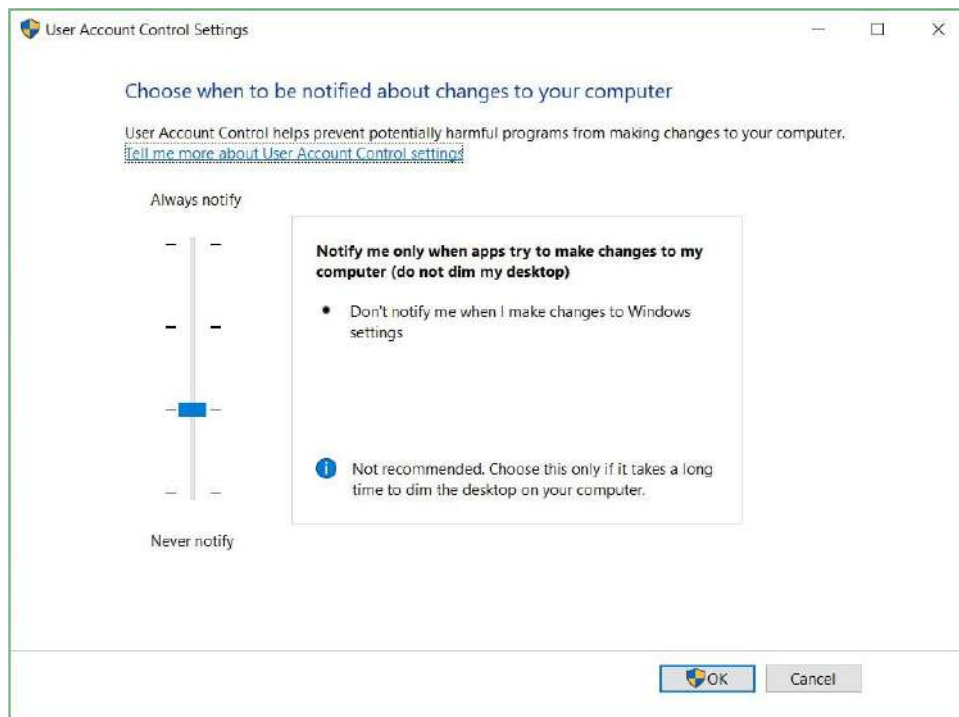 User Account Control Settings
Choose when to be notified about changes to your computer
User Account Control helps prevent potentially harmful programs from making changes to your computer.
Tell me more about User Account Control settings
Always notify
Notify me only when apps try to make changes to my
computer (do not dim my desktop)
Don't notify me when I make changes to Windows
settings
Not recommended. Choose this only if it takes a long
time to dim the desktop on your computer.
Never notify
OK
Cancel